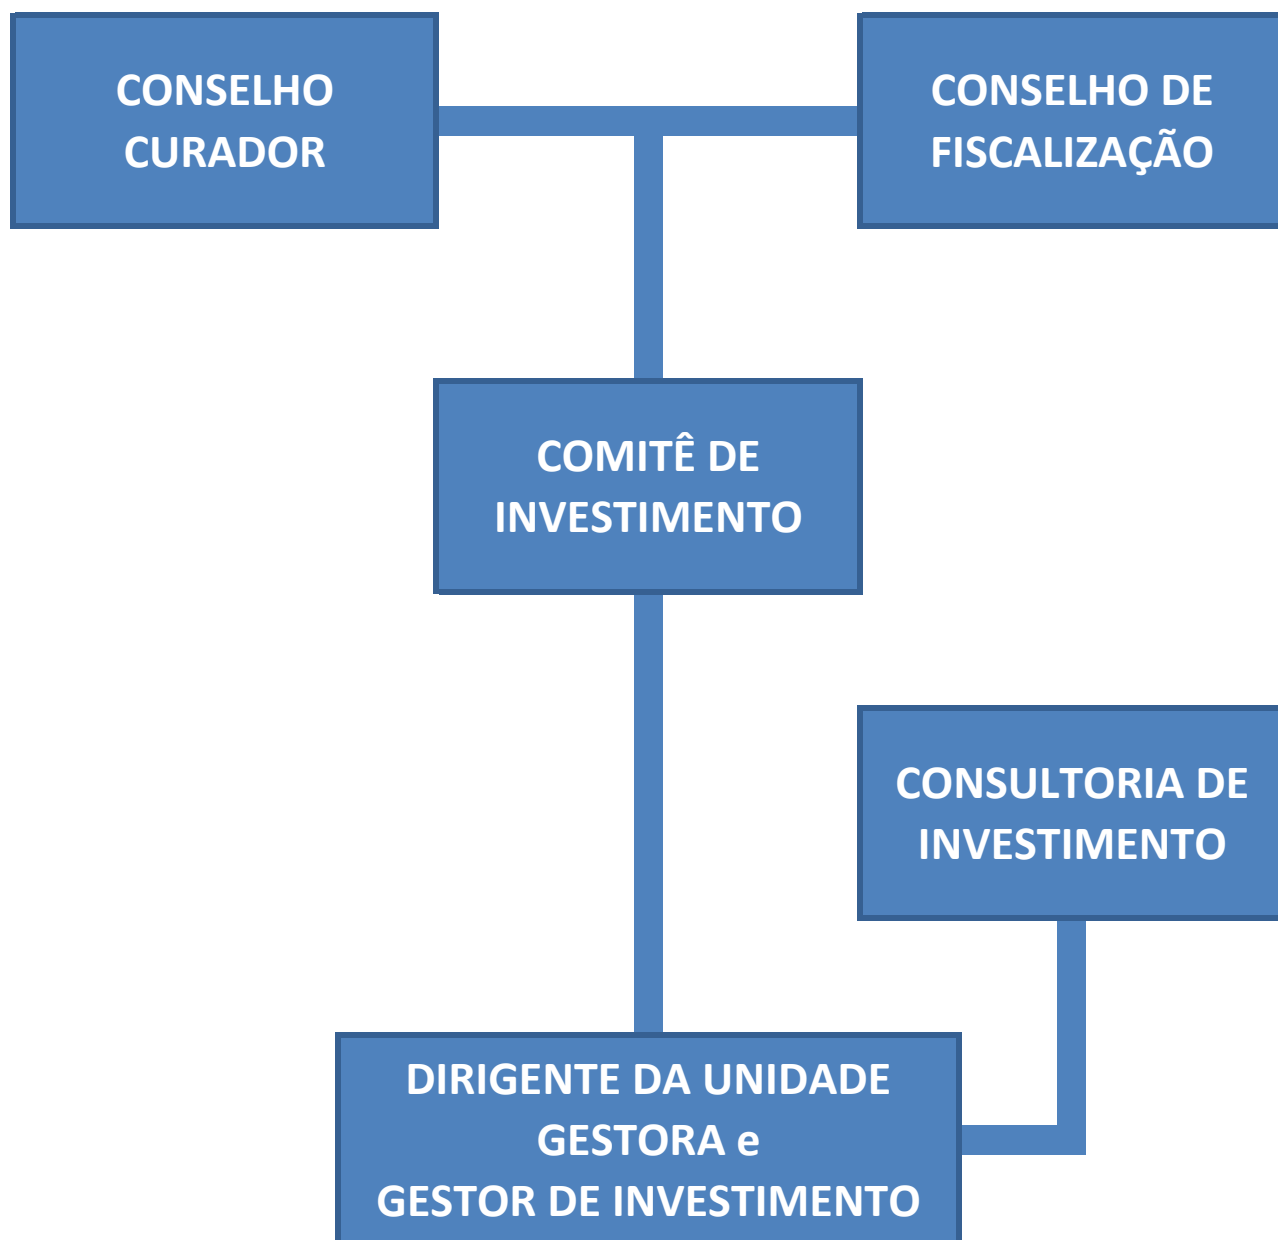 CONSELHO
CURADOR
CONSELHO DE
FISCALIZAÇÃO
COMITÊ DE
INVESTIMENTO
CONSULTORIA DE
INVESTIMENTO
DIRIGENTE DA UNIDADE
GESTORA e
GESTOR DE INVESTIMENTO